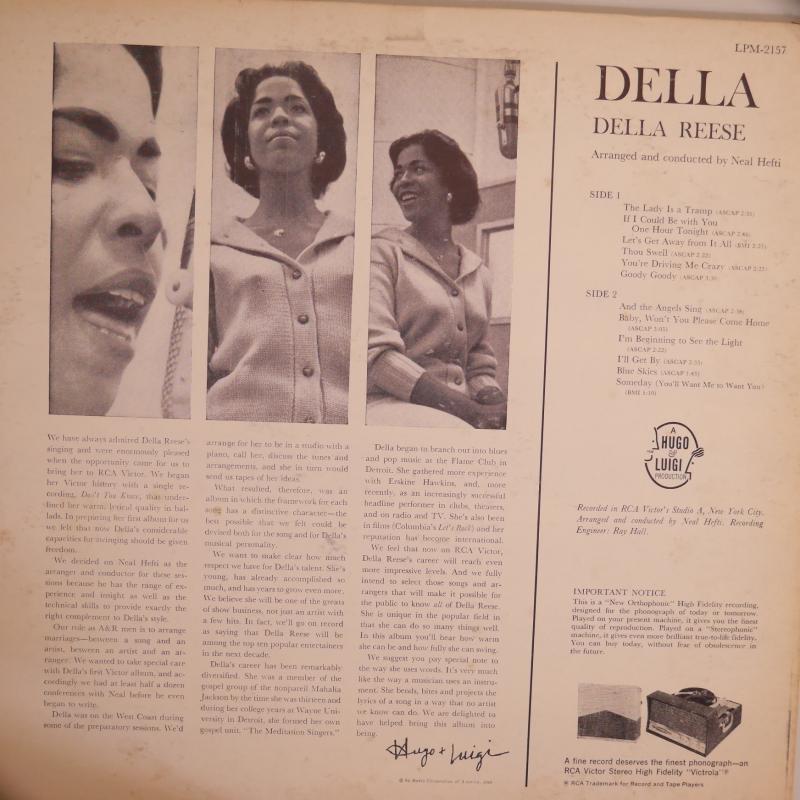 LPM-2157
DELLA
DELLA REESE
Arranged and conducted by Neal Hefti
SIDE 1
The Lady Is a Tramp
If I Could Be with You
One Hour Tonight
Let's Get Away from It All
Thou Swell (ASCAP 2:22)
You're Driving Me Crazy
Goody Goody
SIDE 2
And the Angels Sing
Baby, Won't You Please Come Home
I'm Beginning to See the Light
(ASCAP 2:22)
I'll Get By
Blue Skies
Someday (You'll Want Me to Want You)
A
HUGO
&
LUIGI
PRODUCTION
Recorded in RCA Victor's Studio A, New York City.
Arranged and conducted by Neal Hefti. Recording
Engineer: Ray Hall.
IMPORTANT NOTICE
This is a "New Orthophonic" High Fidelity recording,
designed for the phonograph of today or tomorrow.
Played on your present machine, it gives you the finest
quality of reproduction. Played on a "Stereophonic"
machine, it gives even more brilliant true-to-life fidelity.
You can buy today, without fear of obsolescence in
the future.
A fine record deserves the finest phonograph—an
RCA Victor Stereo High Fidelity "Victrola"®
® RCA Trademark for Record and Tape Players
We have always admired Della Reese's
singing and were enormously pleased
when the opportunity came for us to
bring her to RCA Victor. We began
her Victor history with a single re-
cording, Don't You Know, that under-
lined her warm, lyrical quality in bal-
lads. In preparing her first album for us
we felt that now Della's considerable
capacities for swinging should be given
freedom.
We decided on Neal Hefti as the
arranger and conductor for these ses-
sions because he has the range of ex-
perience and insight as well as the
technical skills to provide exactly the
right complement to Della's style.
Our role as A&R men is to arrange
marriages—between a song and an
artist, between an artist and an ar-
ranger. We wanted to take special care
with Della's first Victor album, and ac-
cordingly we had at least half a dozen
conferences with Neal before he even
began to write.
Della was on the West Coast during
some of the preparatory sessions. We'd
arrange for her to be in a studio with a
piano, call her, discuss the tunes and
arrangements, and she in turn would
send us tapes of her ideas.
What resulted, therefore, was an
album in which the framework for each
song has a distinctive character—the
best possible that we felt could be
devised both for the song and for Della's
musical personality.
We want to make clear how much
respect we have for Della's talent. She's
young, has already accomplished so
much, and has years to grow even more.
We believe she will be one of the greats
of show business, not just an artist with
a few hits. In fact, we'll go on record
as saying that Della Reese will be
among the top ten popular entertainers
in the next decade.
Della's career has been remarkably
diversified. She was a member of the
gospel group of the nonpareil Mahalia
Jackson by the time she was thirteen and
during her college years at Wayne Uni-
versity in Detroit, she formed her own
gospel unit, "The Meditation Singers."
Della began to branch out into blues
and pop music at the Flame Club in
Detroit. She gathered more experience
with Erskine Hawkins, and, more
recently, as an increasingly successful
headline performer in clubs, theaters,
and on radio and TV. She's also been
in films (Columbia's Let's Rock) and her
reputation has become international.
We feel that now on RCA Victor,
Della Reese's career will reach even
more impressive levels. And we fully
intend to select those songs and ar-
rangements that will make it possible for
the public to know all of Della Reese.
She is unique in the popular field in
that she can do so many things well.
In this album you'll hear how warm
she can be and how fully she can swing.
We suggest you pay special note to
the way she uses words. It's very much
like the way a musician uses an instru-
ment. She bends, bites and projects the
lyrics of a song in a way that no artist
we know can do. We are delighted to
have helped bring this album into
being.
Hugo + Luigi